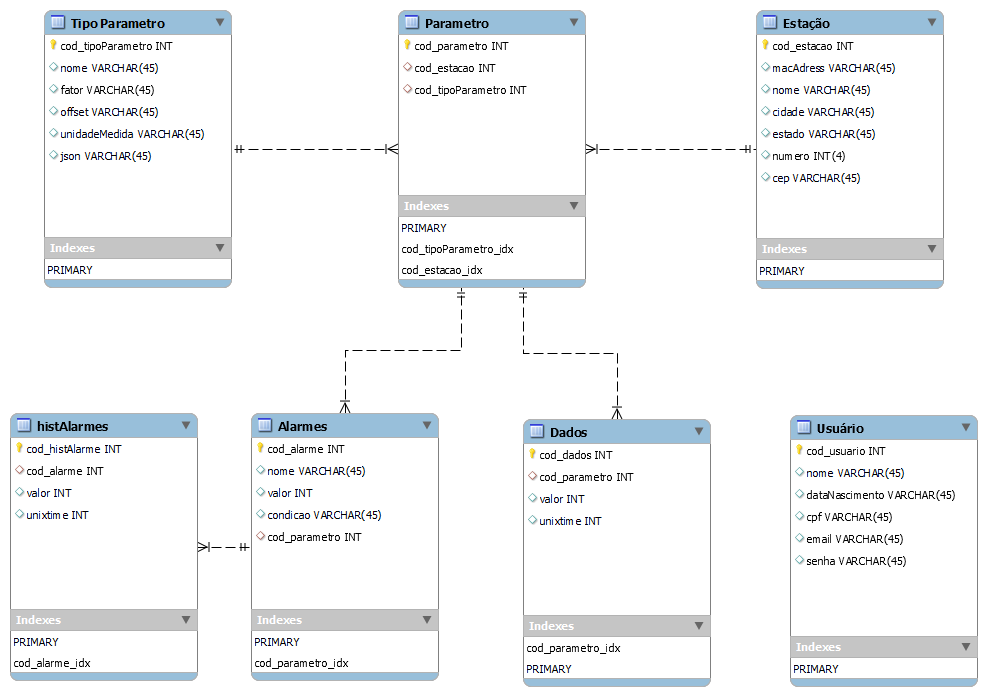 Tipo Parametro
cod_tipoParametro INT
nome VARCHAR(45)
fator VARCHAR(45)
offset VARCHAR(45)
unidadeMedida VARCHAR(45)
json VARCHAR(45)
Indexes
PRIMARY
Parametro
cod_parametro INT
cod_estacao INT
cod_tipoParametro INT
Indexes
PRIMARY
cod_tipoParametro_idx
cod_estacao_idx
Estação
cod_estacao INT
macAdress VARCHAR(45)
nome VARCHAR(45)
cidade VARCHAR(45)
estado VARCHAR(45)
numero INT(4)
cep VARCHAR(45)
Indexes
PRIMARY
histAlarmes
cod_histAlarme INT
cod_alarme INT
valor INT
unixtime INT
Indexes
PRIMARY
cod_alarme_idx
Alarmes
cod_alarme INT
nome VARCHAR(45)
valor INT
condicao VARCHAR(45)
cod_parametro INT
Indexes
PRIMARY
cod_parametro_idx
Dados
cod_dados INT
cod_parametro INT
valor INT
unixtime INT
Indexes
cod_parametro_idx
PRIMARY
Usuário
cod_usuario INT
nome VARCHAR(45)
dataNascimento VARCHAR(45)
cpf VARCHAR(45)
email VARCHAR(45)
senha VARCHAR(45)
Indexes
PRIMARY